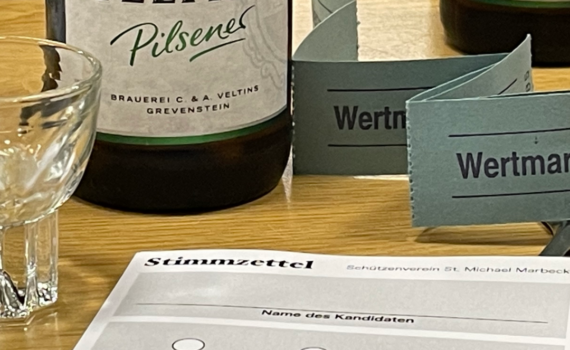 Pilsener
BRAUEREI C. & A. VELTINS
GREVENSTEIN
Wertm
Wertmar
Stimmzettel Schützenverein St. Michael Marbeck
Name des Kandidaten